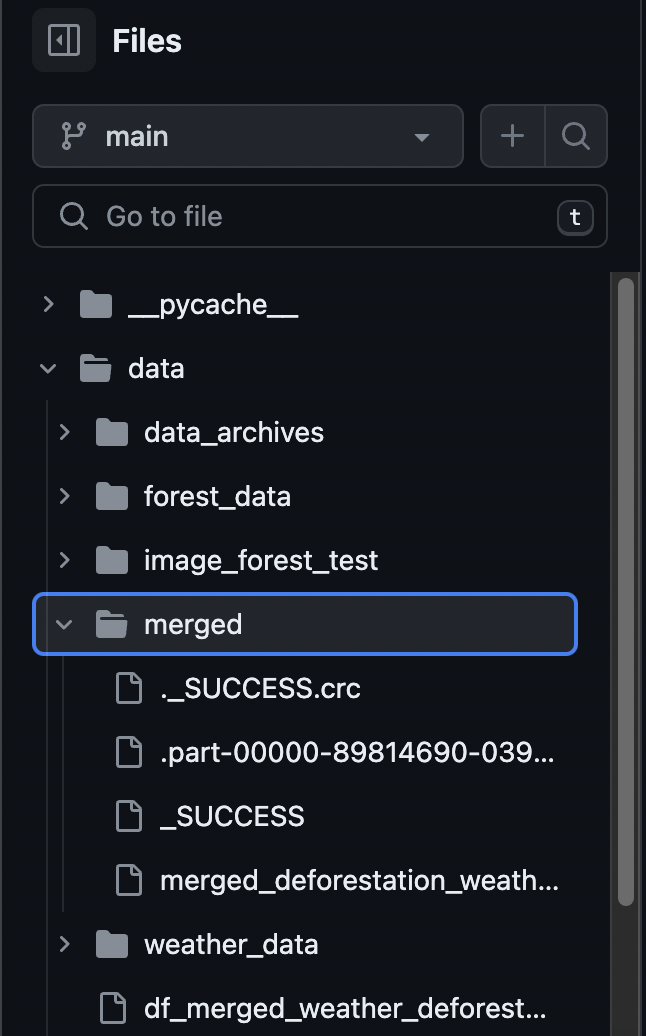 Files
main
Go to file
t
__pycache__
data
data_archives
forest_data
image_forest_test
merged
._SUCCESS.crc
.part-00000-89814690-039...
_SUCCESS
merged_deforestation_weath...
weather_data
df_merged_weather_deforest...